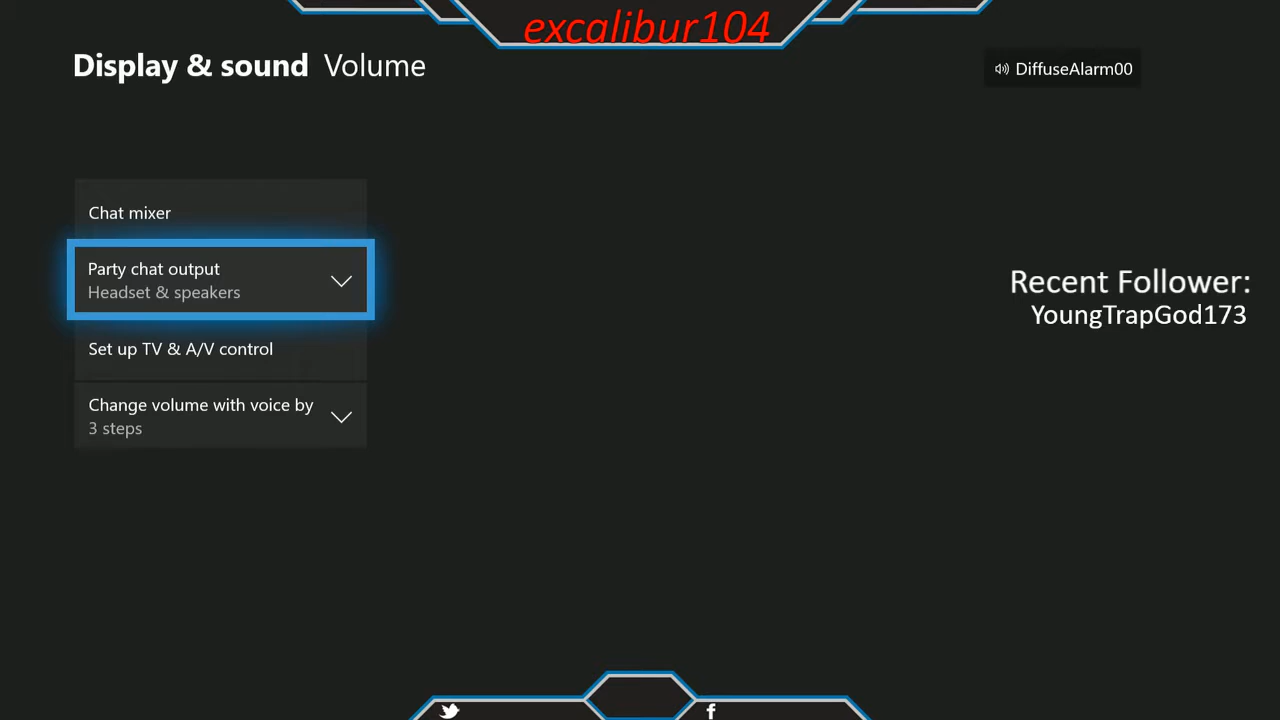 excalibur104
Display & sound Volume
DiffuseAlarm00
Chat mixer
Party chat output
Headset & speakers
Set up TV & A/V control
Change volume with voice by
3 steps
Recent Follower:
YoungTrapGod173